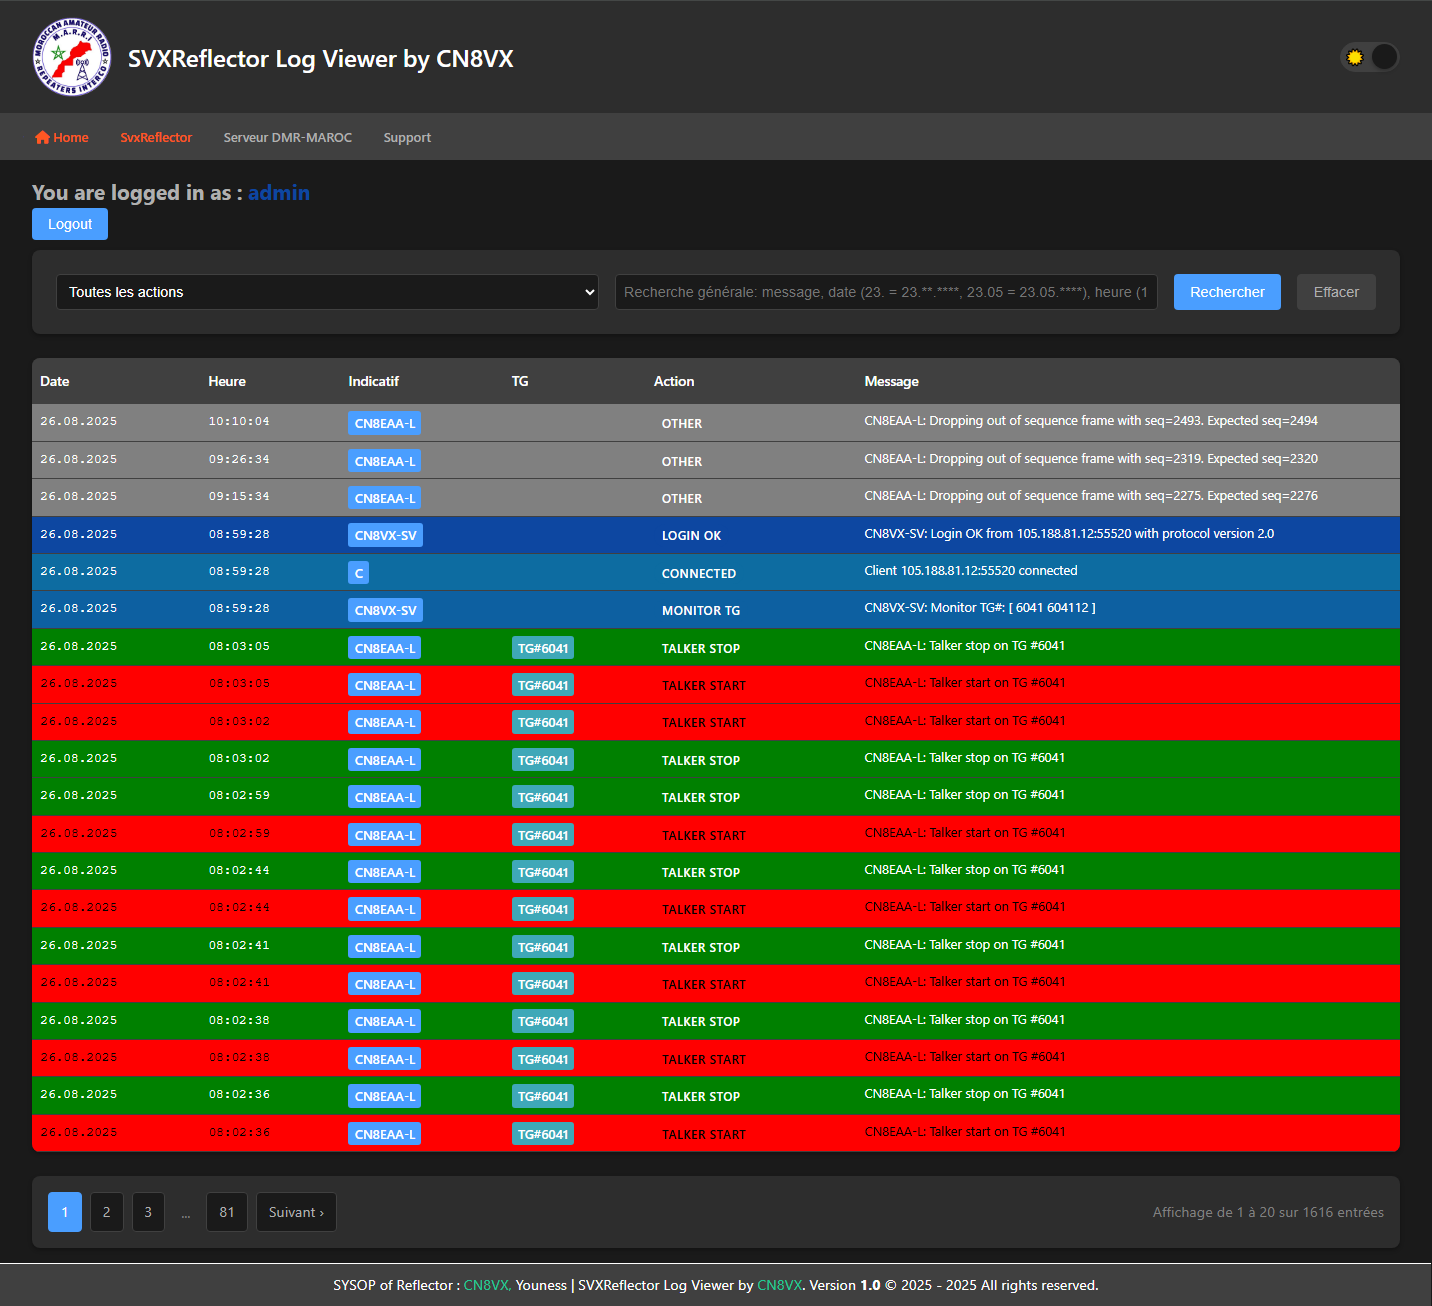 MOROCCAN AMATEUR RADIO
M.A.R.R.I
REPEATERS INTERCO
SVXReflector Log Viewer by CN8VX
Home SvxReflector Serveur DMR-MAROC Support
You are logged in as : admin
Logout
Toutes les actions Recherche générale: message, date (23. = 23.**.****, 23.05 = 23.05.****), heure (1 Rechercher Effacer
Date Heure Indicatif TG Action Message
26.08.2025 10:10:04 CN8EAA-L OTHER CN8EAA-L: Dropping out of sequence frame with seq=2493. Expected seq=2494
26.08.2025 09:26:34 CN8EAA-L OTHER CN8EAA-L: Dropping out of sequence frame with seq=2319. Expected seq=2320
26.08.2025 09:15:34 CN8EAA-L OTHER CN8EAA-L: Dropping out of sequence frame with seq=2275. Expected seq=2276
26.08.2025 08:59:28 CN8VX-SV LOGIN OK CN8VX-SV: Login OK from 105.188.81.12:55520 with protocol version 2.0
26.08.2025 08:59:28 C CONNECTED Client 105.188.81.12:55520 connected
26.08.2025 08:59:28 CN8VX-SV MONITOR TG CN8VX-SV: Monitor TG#: [ 6041 604112 ]
26.08.2025 08:03:05 CN8EAA-L TG#6041 TALKER STOP CN8EAA-L: Talker stop on TG #6041
26.08.2025 08:03:05 CN8EAA-L TG#6041 TALKER START CN8EAA-L: Talker start on TG #6041
26.08.2025 08:03:02 CN8EAA-L TG#6041 TALKER START CN8EAA-L: Talker start on TG #6041
26.08.2025 08:03:02 CN8EAA-L TG#6041 TALKER STOP CN8EAA-L: Talker stop on TG #6041
26.08.2025 08:02:59 CN8EAA-L TG#6041 TALKER STOP CN8EAA-L: Talker stop on TG #6041
26.08.2025 08:02:59 CN8EAA-L TG#6041 TALKER START CN8EAA-L: Talker start on TG #6041
26.08.2025 08:02:44 CN8EAA-L TG#6041 TALKER STOP CN8EAA-L: Talker stop on TG #6041
26.08.2025 08:02:44 CN8EAA-L TG#6041 TALKER START CN8EAA-L: Talker start on TG #6041
26.08.2025 08:02:41 CN8EAA-L TG#6041 TALKER STOP CN8EAA-L: Talker stop on TG #6041
26.08.2025 08:02:41 CN8EAA-L TG#6041 TALKER START CN8EAA-L: Talker start on TG #6041
26.08.2025 08:02:38 CN8EAA-L TG#6041 TALKER STOP CN8EAA-L: Talker stop on TG #6041
26.08.2025 08:02:38 CN8EAA-L TG#6041 TALKER START CN8EAA-L: Talker start on TG #6041
26.08.2025 08:02:36 CN8EAA-L TG#6041 TALKER STOP CN8EAA-L: Talker stop on TG #6041
26.08.2025 08:02:36 CN8EAA-L TG#6041 TALKER START CN8EAA-L: Talker start on TG #6041
1 2 3 ... 81 Suivant › Affichage de 1 à 20 sur 1616 entrées
SYSOP of Reflector : CN8VX, Youness | SVXReflector Log Viewer by CN8VX. Version 1.0 © 2025 - 2025 All rights reserved.